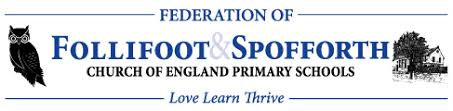 FEDERATION OF
FOLLIFOOT&SPOFFORTH
CHURCH OF ENGLAND PRIMARY SCHOOLS
Love Learn Thrive